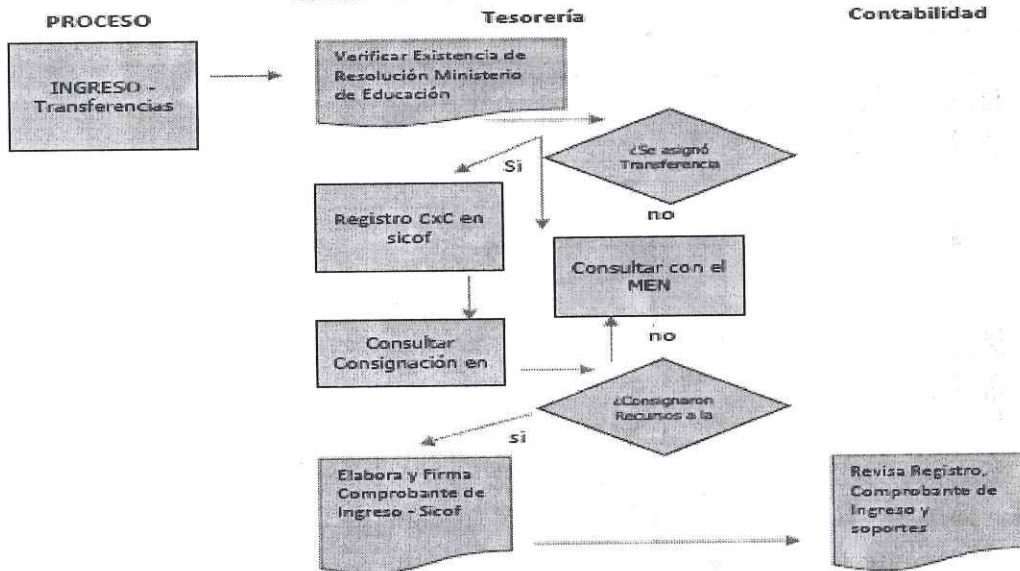 PROCESO
Tesorería
Contabilidad
INGRESO -
Transferencias
Verificar Existencia de
Resolución Ministerio
de Educación
¿Se asignó
Transferencia
Si
no
Registro CxC en
sicof
Consultar con el
MEN
Consultar
Consignación en
no
¿Consignaron
Recursos a la
si
Elabora y Firma
Comprobante de
Ingreso - Sicof
Revisa Registro,
Comprobante de
Ingreso y
soportes